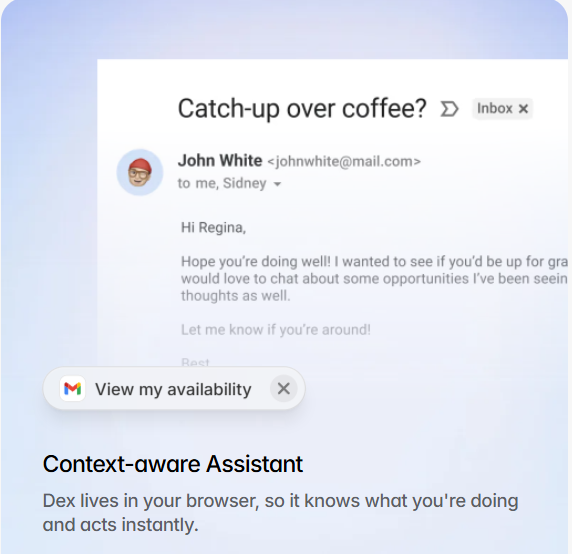 Catch-up over coffee? Inbox ×
John White <johnwhite@mail.com>
to me, Sidney
Hi Regina,
Hope you're doing well! I wanted to see if you'd be up for gra
would love to chat about some opportunities I've been seein
thoughts as well.
Let me know if you're around!
Best
View my availability ×
Context-aware Assistant
Dex lives in your browser, so it knows what you're doing
and acts instantly.